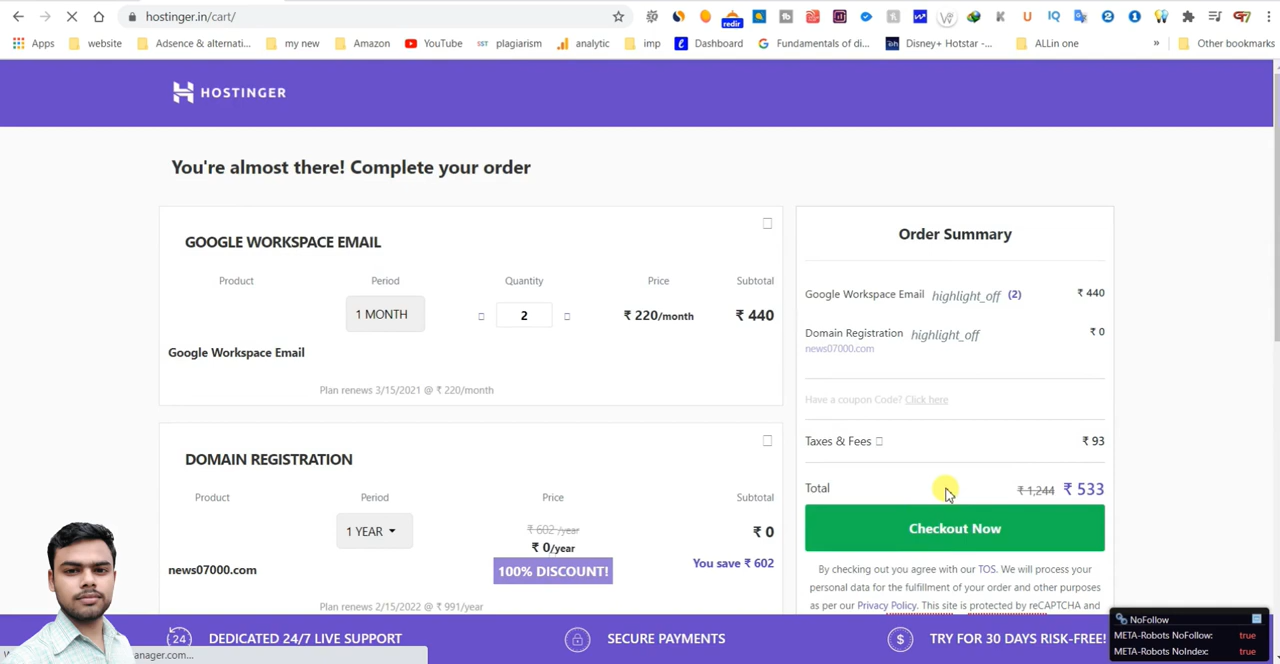 hostinger.in/cart/
redir
Apps website Adsence & alternati... my new Amazon YouTube SST plagiarism analytic imp Dashboard Fundamentals of di... Disney+ Hotstar -... ALLin one » Other bookmarks
HOSTINGER
You're almost there! Complete your order
GOOGLE WORKSPACE EMAIL
Product Period Quantity Price Subtotal
1 MONTH 2 ₹ 220/month ₹ 440
Google Workspace Email
Plan renews 3/15/2021 @ ₹ 220/month
DOMAIN REGISTRATION
Product Period Price Subtotal
₹ 602 /year
1 YEAR ₹ 0/year ₹ 0
news07000.com 100% DISCOUNT! You save ₹ 602
Plan renews 2/15/2022 @ ₹ 991/year
Order Summary
Google Workspace Email highlight_off (2) ₹ 440
Domain Registration highlight_off ₹ 0
news07000.com
Have a coupon Code? Click here
Taxes & Fees ₹ 93
Total ₹ 1,244 ₹ 533
Checkout Now
By checking out you agree with our TOS. We will process your
personal data for the fulfillment of your order and other purposes
as per our Privacy Policy. This site is protected by reCAPTCHA and
24 DEDICATED 24/7 LIVE SUPPORT SECURE PAYMENTS $ TRY FOR 30 DAYS RISK-FREE!
anager.com...
NoFollow
META-Robots NoFollow: true
META-Robots NoIndex: true